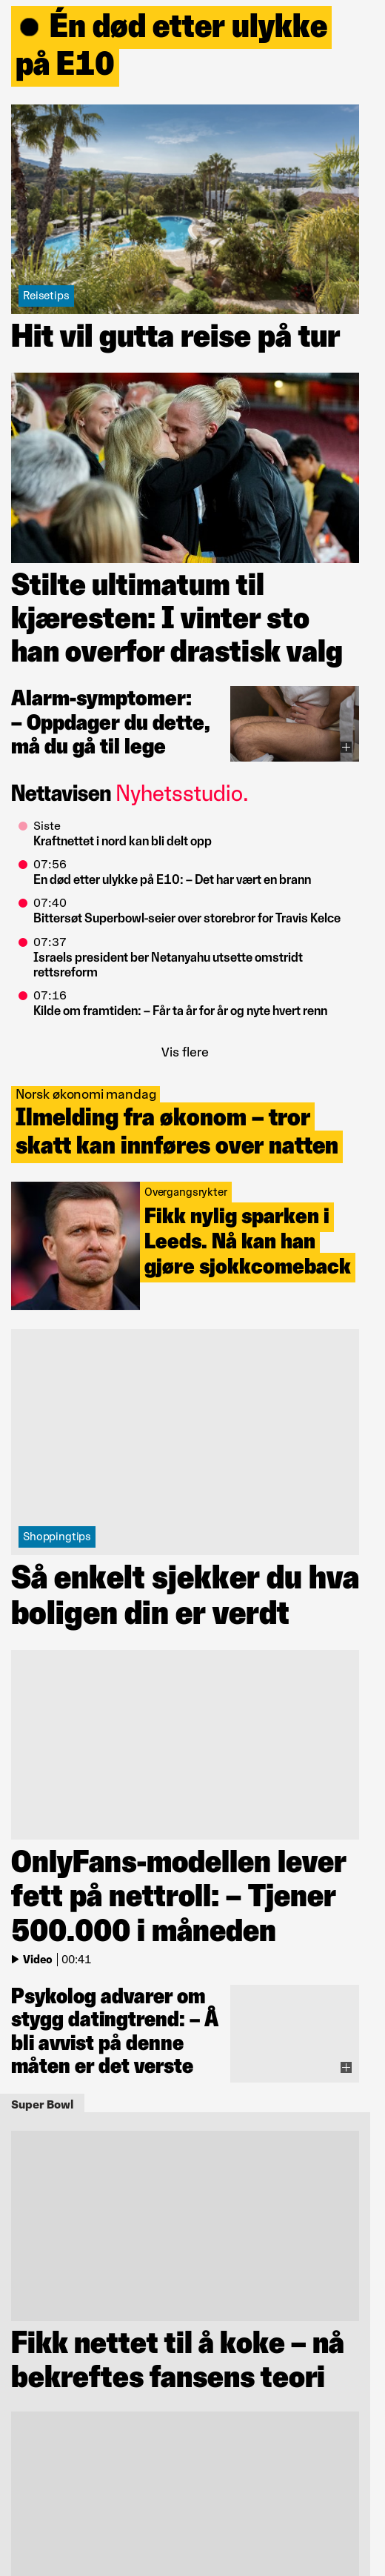 Én død etter ulykke
på E10
Reisetips
Hit vil gutta reise på tur
Stilte ultimatum til
kjæresten: I vinter sto
han overfor drastisk valg
Alarm-symptomer:
– Oppdager du dette,
må du gå til lege
Nettavisen Nyhetsstudio.
Siste
Kraftnettet i nord kan bli delt opp
07:56
En død etter ulykke på E10: – Det har vært en brann
07:40
Bittersøt Superbowl-seier over storebror for Travis Kelce
07:37
Israels president ber Netanyahu utsette omstridt
rettsreform
07:16
Kilde om framtiden: – Får ta år for år og nyte hvert renn
Vis flere
Norsk økonomi mandag
Ilmelding fra økonom – tror
skatt kan innføres over natten
Overgangsrykter
Fikk nylig sparken i
Leeds. Nå kan han
gjøre sjokkcomeback
Shoppingtips
Så enkelt sjekker du hva
boligen din er verdt
OnlyFans-modellen lever
fett på nettroll: – Tjener
500.000 i måneden
Video 00:41
Psykolog advarer om
stygg datingtrend: – Å
bli avvist på denne
måten er det verste
Super Bowl
Fikk nettet til å koke – nå
bekreftes fansens teori